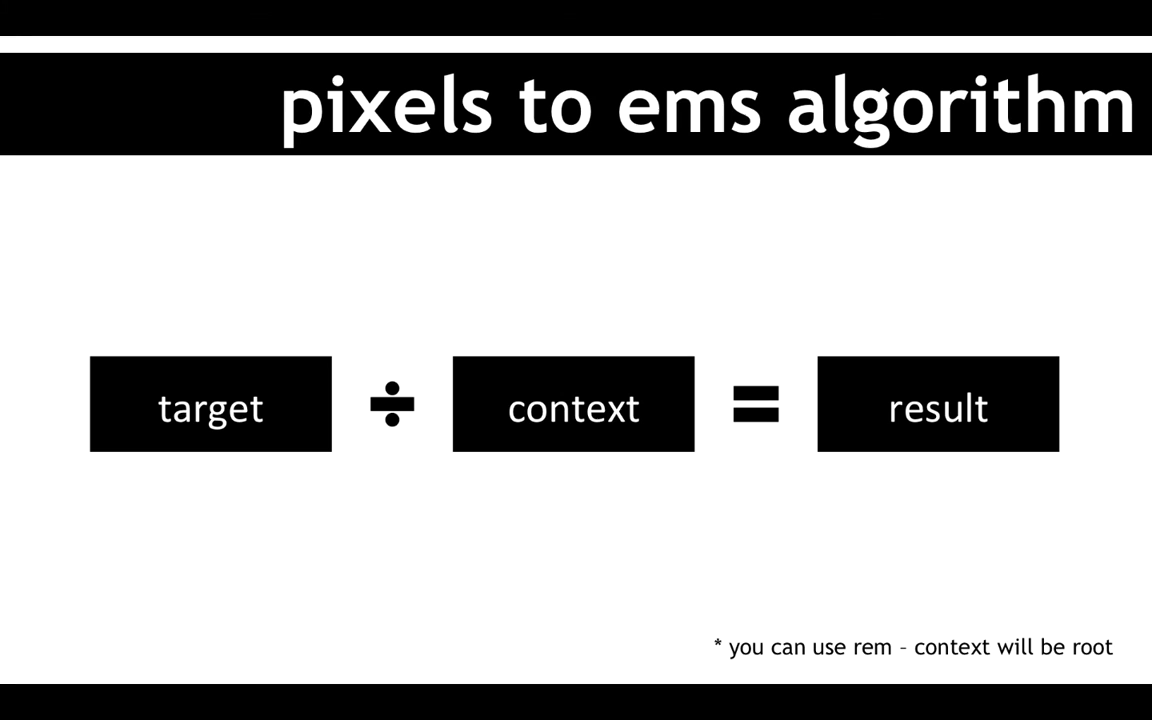 pixels to ems algorithm
target ÷ context = result
* you can use rem – context will be root